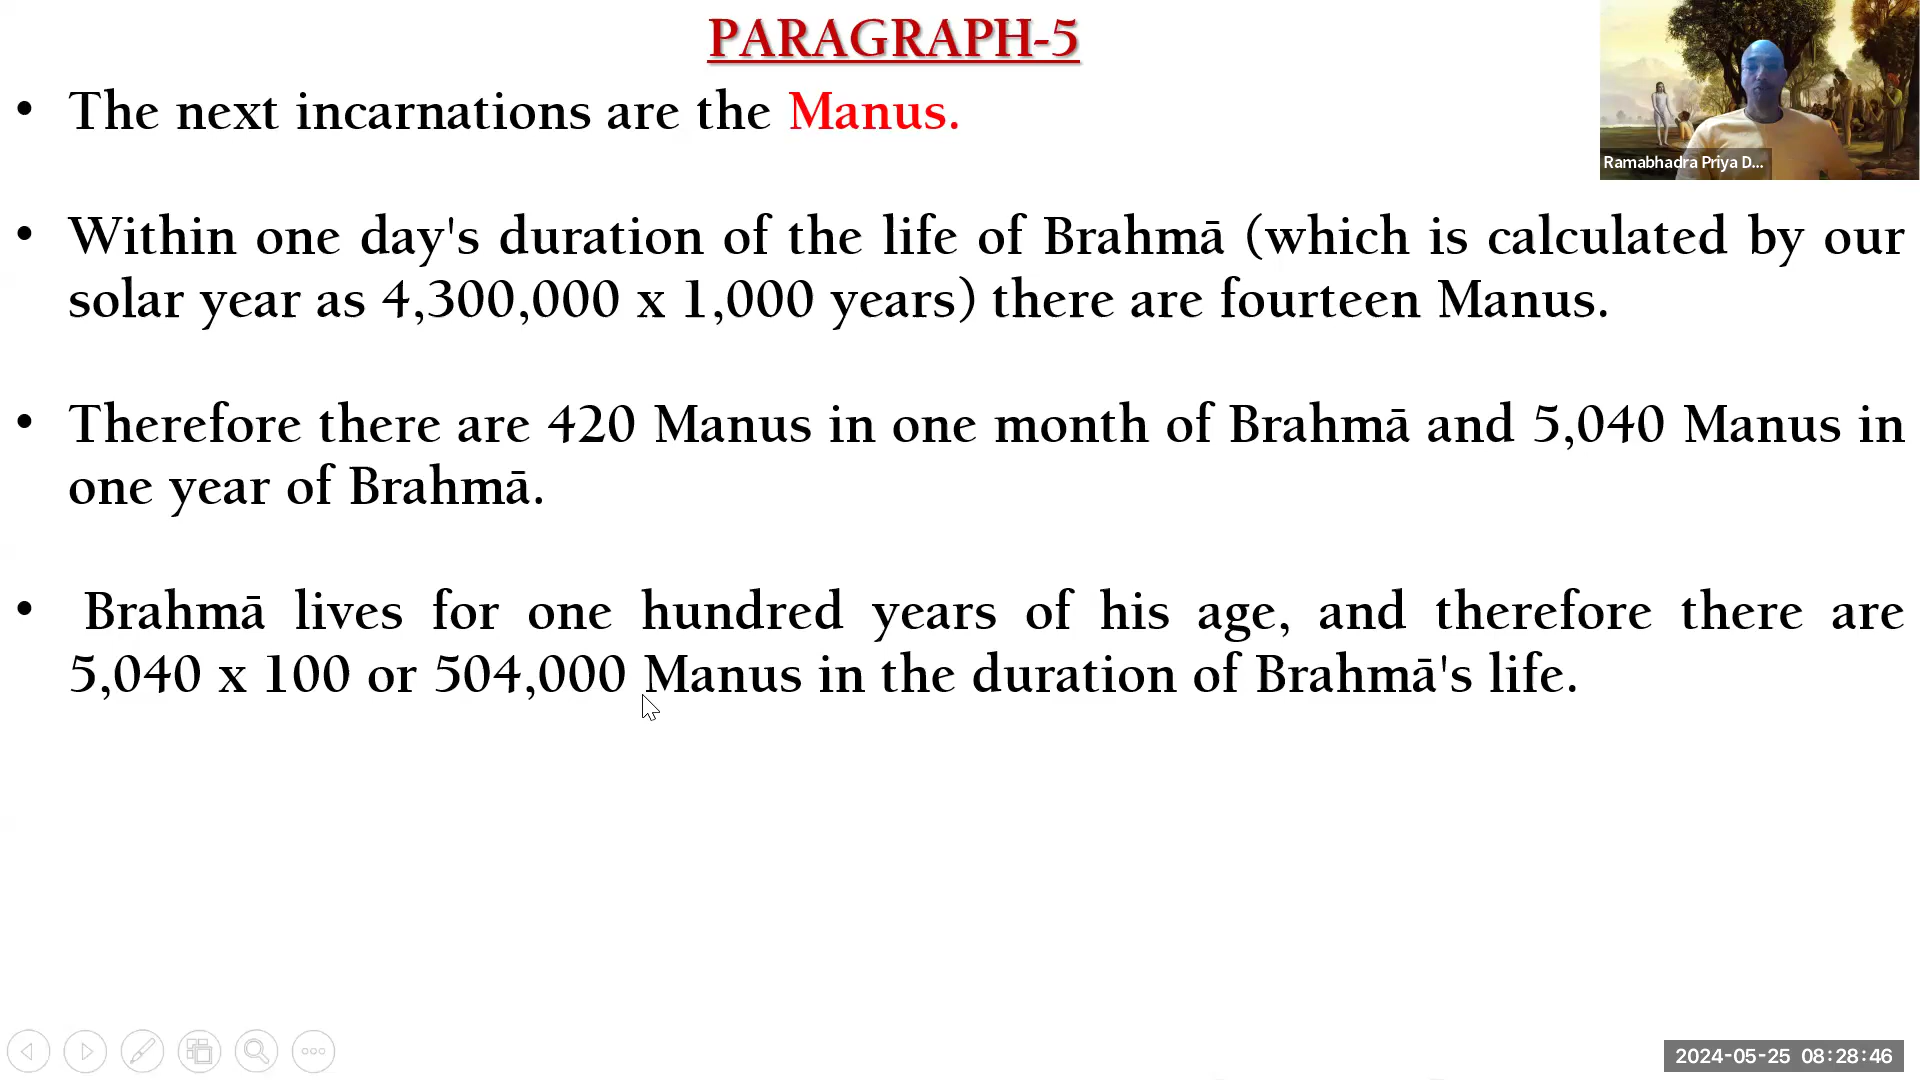 PARAGRAPH-5
• The next incarnations are the Manus.
• Within one day's duration of the life of Brahmā (which is calculated by our
solar year as 4,300,000 x 1,000 years) there are fourteen Manus.
• Therefore there are 420 Manus in one month of Brahmā and 5,040 Manus in
one year of Brahmā.
• Brahmā lives for one hundred years of his age, and therefore there are
5,040 x 100 or 504,000 Manus in the duration of Brahmā's life.
Ramabhadra Priya D...
2024-05-25 08:28:46